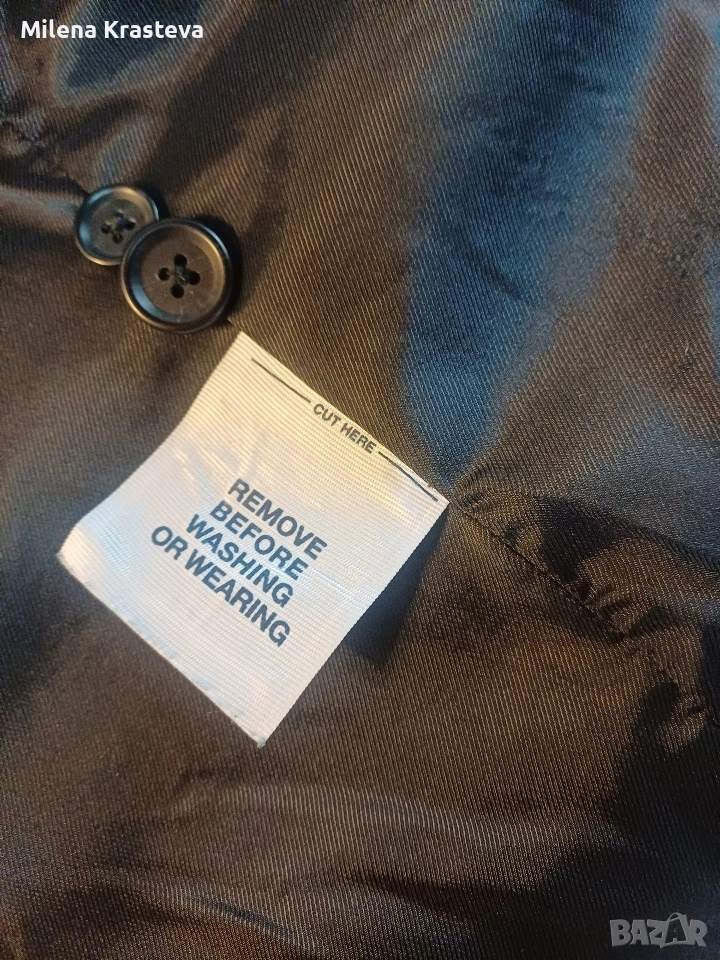 Milena Krasteva
CUT HERE
REMOVE
BEFORE
WASHING
OR WEARING
BAZAR